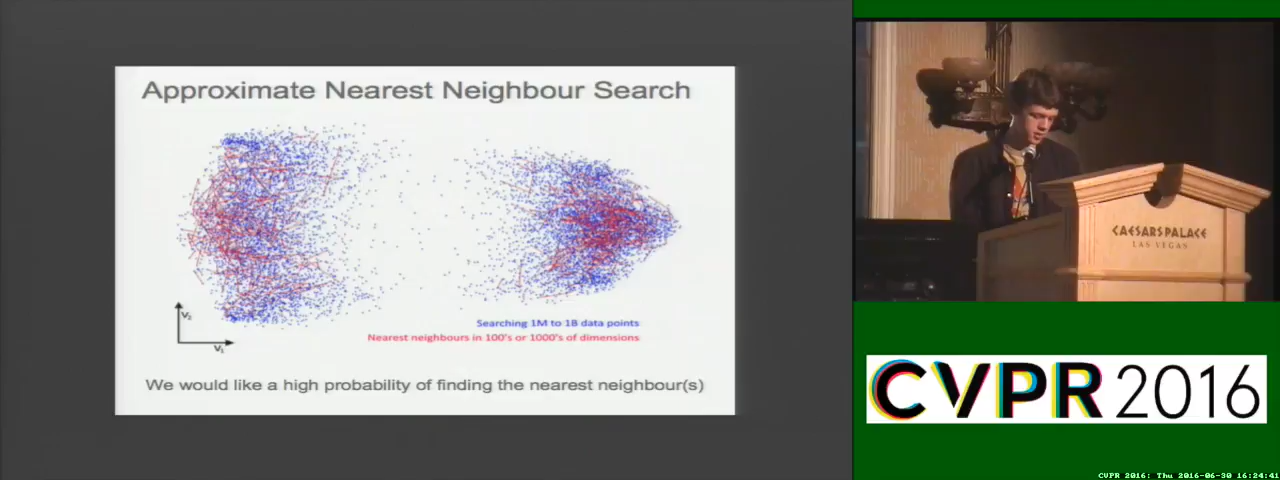 Approximate Nearest Neighbour Search
V₂
V₁
Searching 1M to 1B data points
Nearest neighbours in 100's or 1000's of dimensions
We would like a high probability of finding the nearest neighbour(s)
CAESARS PALACE
LAS VEGAS
CVPR 2016
CVPR 2016: Thu 2016-06-30 16:24:41